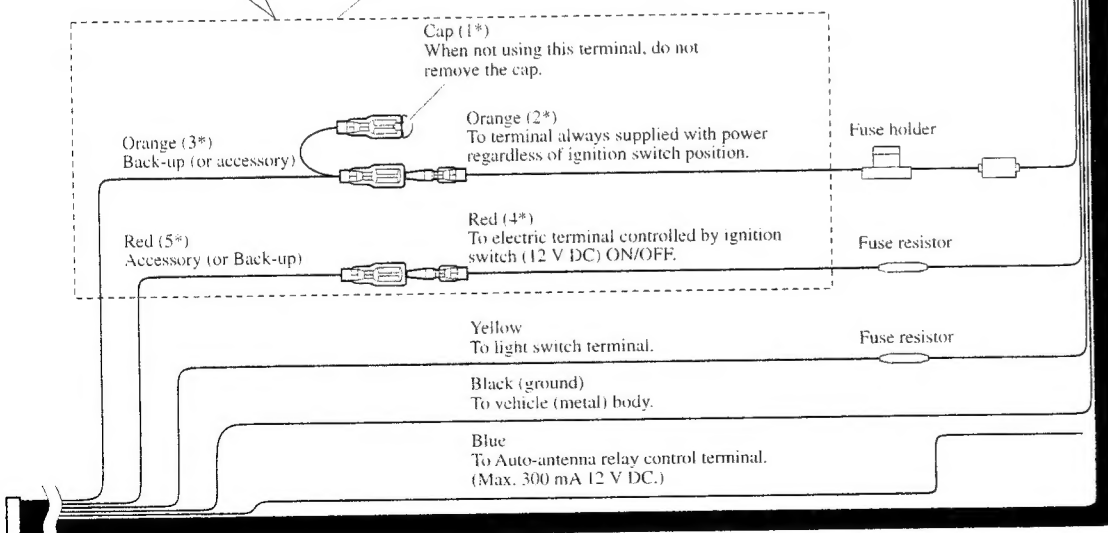 Cap (1*)
When not using this terminal, do not
remove the cap.
Orange (3*)
Back-up (or accessory)
Orange (2*)
To terminal always supplied with power
regardless of ignition switch position.
Fuse holder
Red (5*)
Accessory (or Back-up)
Red (4*)
To electric terminal controlled by ignition
switch (12 V DC) ON/OFF.
Fuse resistor
Yellow
To light switch terminal.
Fuse resistor
Black (ground)
To vehicle (metal) body.
Blue
To Auto-antenna relay control terminal.
(Max. 300 mA 12 V DC.)